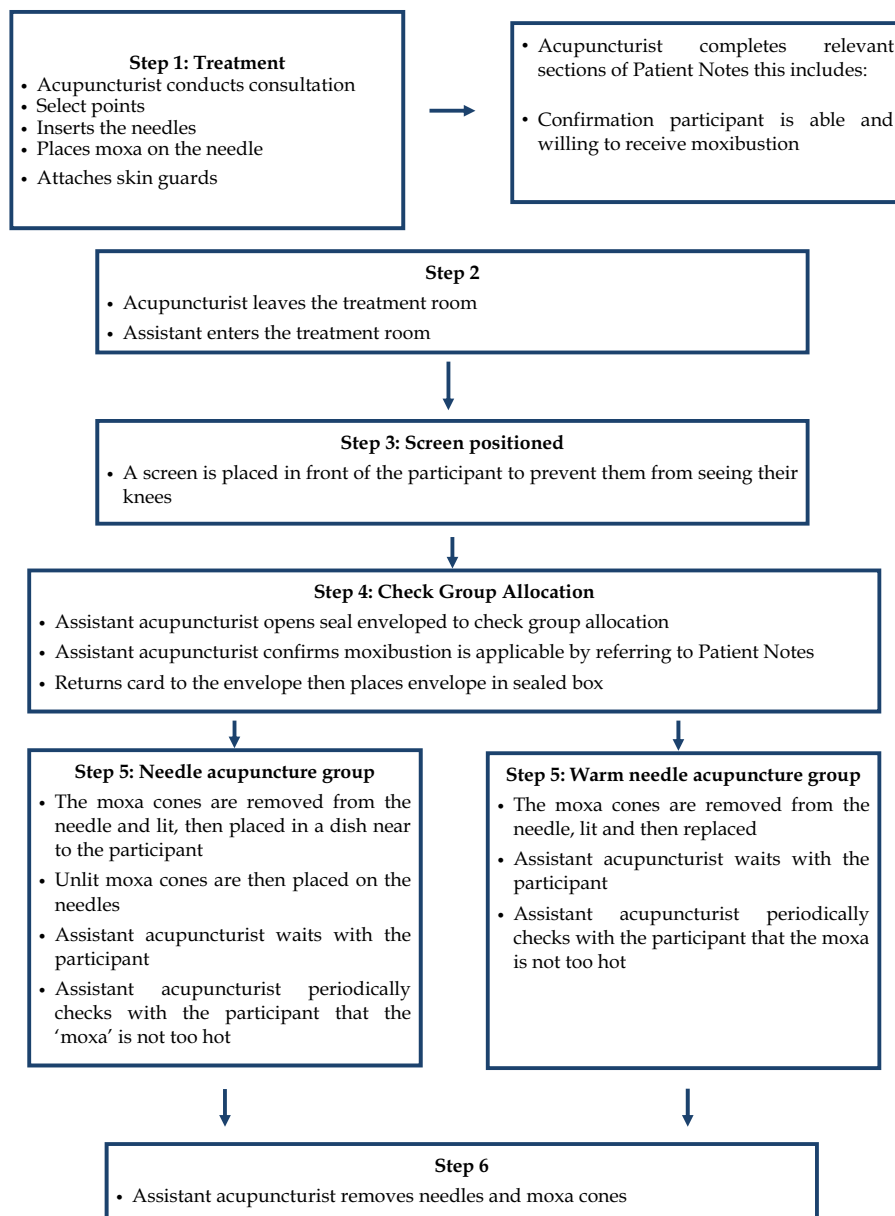 Step 1: Treatment
• Acupuncturist conducts consultation
• Select points
• Inserts the needles
• Places moxa on the needle
• Attaches skin guards
• Acupuncturist completes relevant
sections of Patient Notes this includes:
• Confirmation participant is able and
willing to receive moxibustion
Step 2
• Acupuncturist leaves the treatment room
• Assistant enters the treatment room
Step 3: Screen positioned
• A screen is placed in front of the participant to prevent them from seeing their
knees
Step 4: Check Group Allocation
• Assistant acupuncturist opens seal enveloped to check group allocation
• Assistant acupuncturist confirms moxibustion is applicable by referring to Patient Notes
• Returns card to the envelope then places envelope in sealed box
Step 5: Needle acupuncture group
• The moxa cones are removed from the
needle and lit, then placed in a dish near
to the participant
• Unlit moxa cones are then placed on the
needles
• Assistant acupuncturist waits with the
participant
• Assistant acupuncturist periodically
checks with the participant that the
‘moxa’ is not too hot
Step 5: Warm needle acupuncture group
• The moxa cones are removed from the
needle, lit and then replaced
• Assistant acupuncturist waits with the
participant
• Assistant acupuncturist periodically
checks with the participant that the moxa
is not too hot
Step 6
• Assistant acupuncturist removes needles and moxa cones